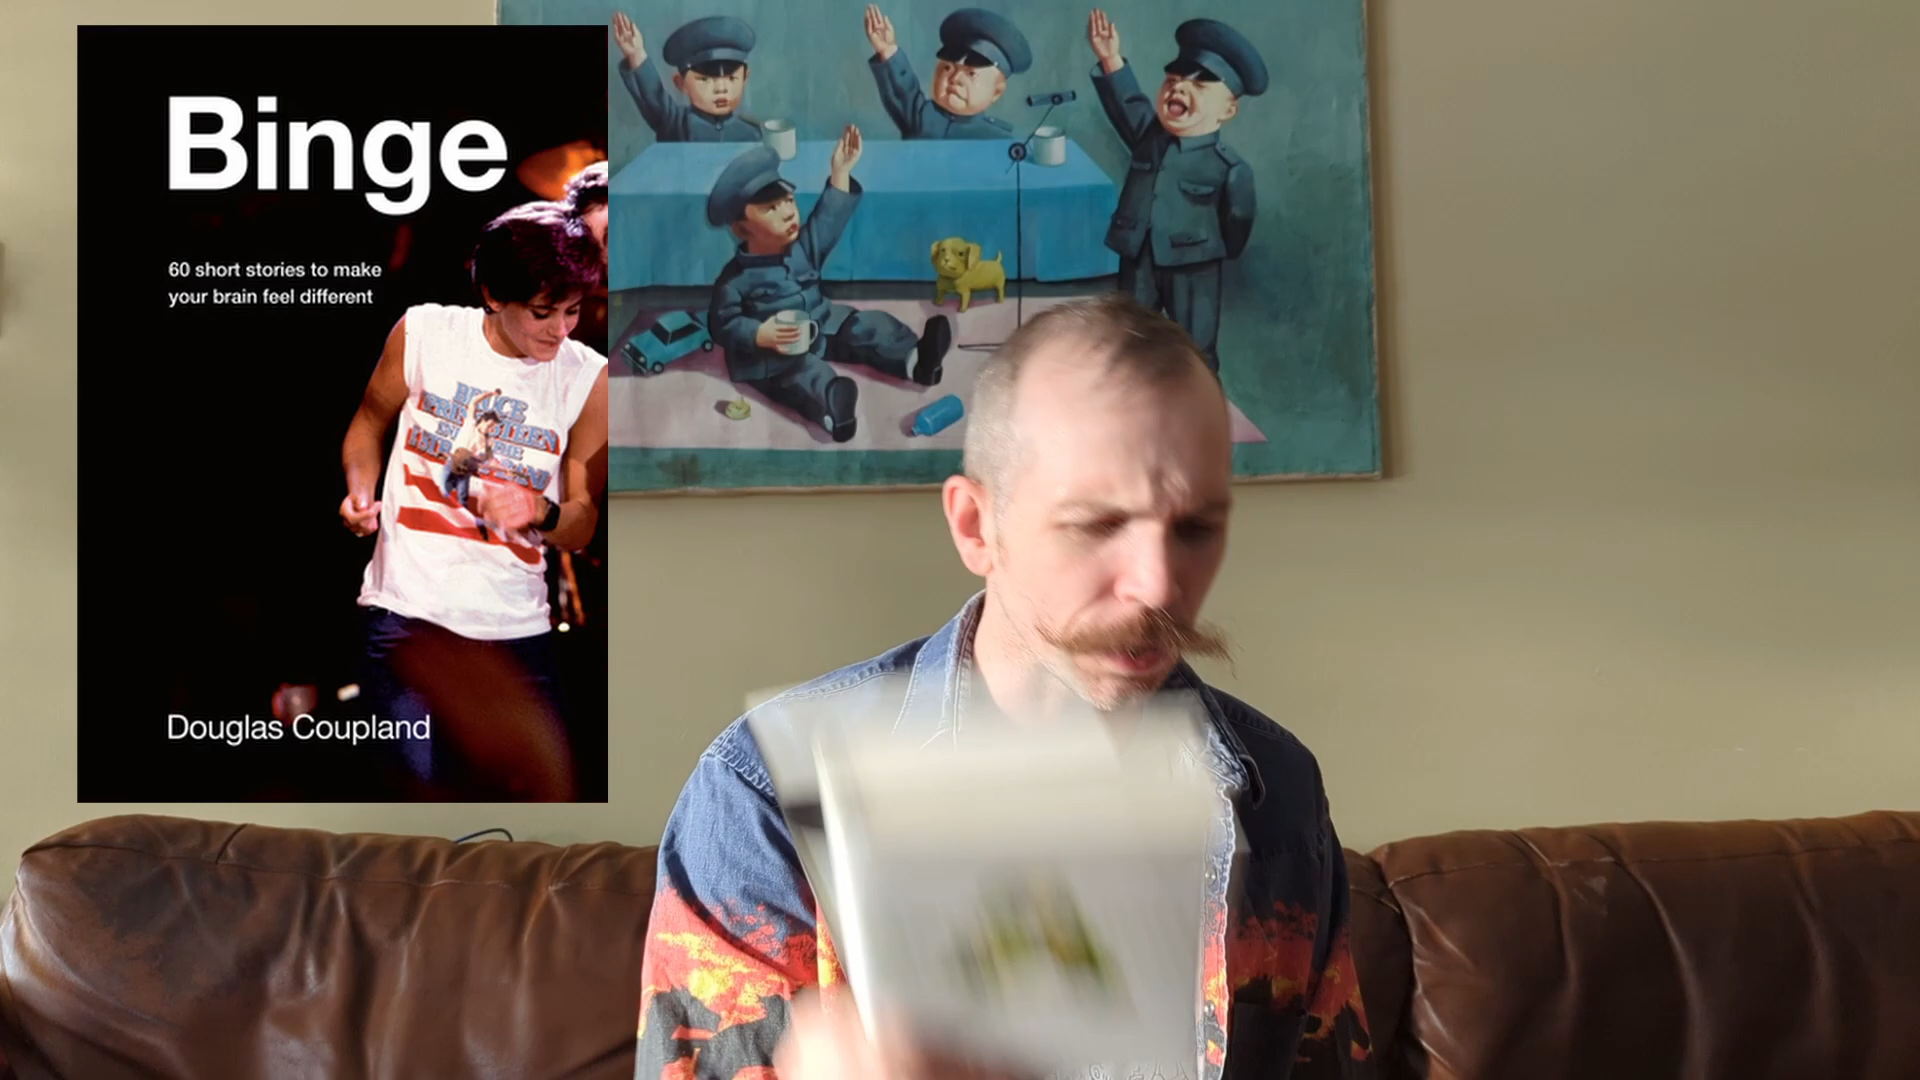 Binge
60 short stories to make
your brain feel different
Douglas Coupland